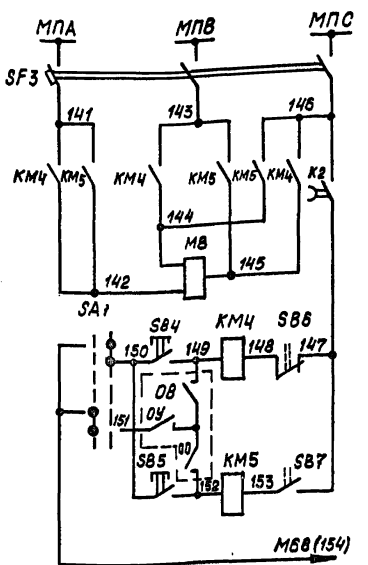 МПА МПВ МПС
SF3
141 143 146
КМ4 КМ5 КМ4 КМ5 КМ5 КМ4 К2
144
М8
142 145
SA1
SB4 КМ4 SB6
150 149 148 147
ОВ
151 ОУ
ОО
SB5 КМ5 SB7
152 153
М68(154)